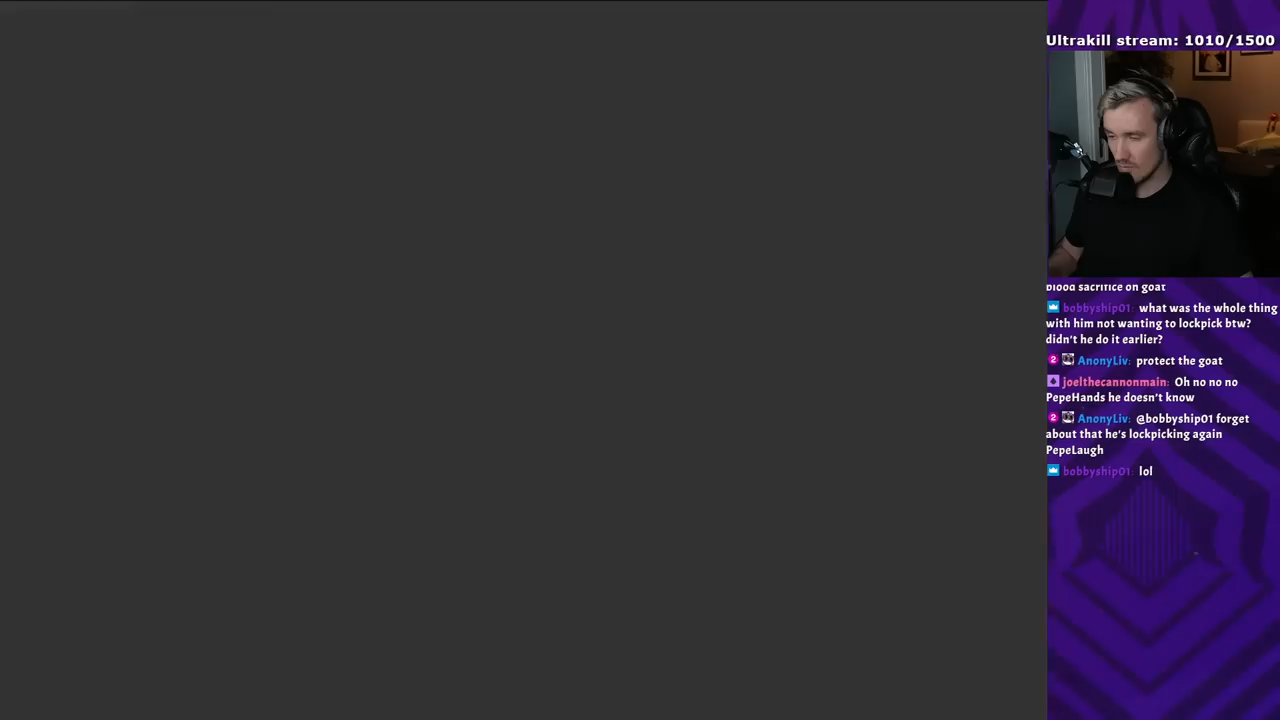 Ultrakill stream: 1010/1500
blood sacrifice on goat
bobbyship01: what was the whole thing
with him not wanting to lockpick btw?
didn't he do it earlier?
2 AnonyLiv: protect the goat
joelthecannonmain: Oh no no no
PepeHands he doesn't know
2 AnonyLiv: @bobbyship01 forget
about that he's lockpicking again
PepeLaugh
bobbyship01: lol